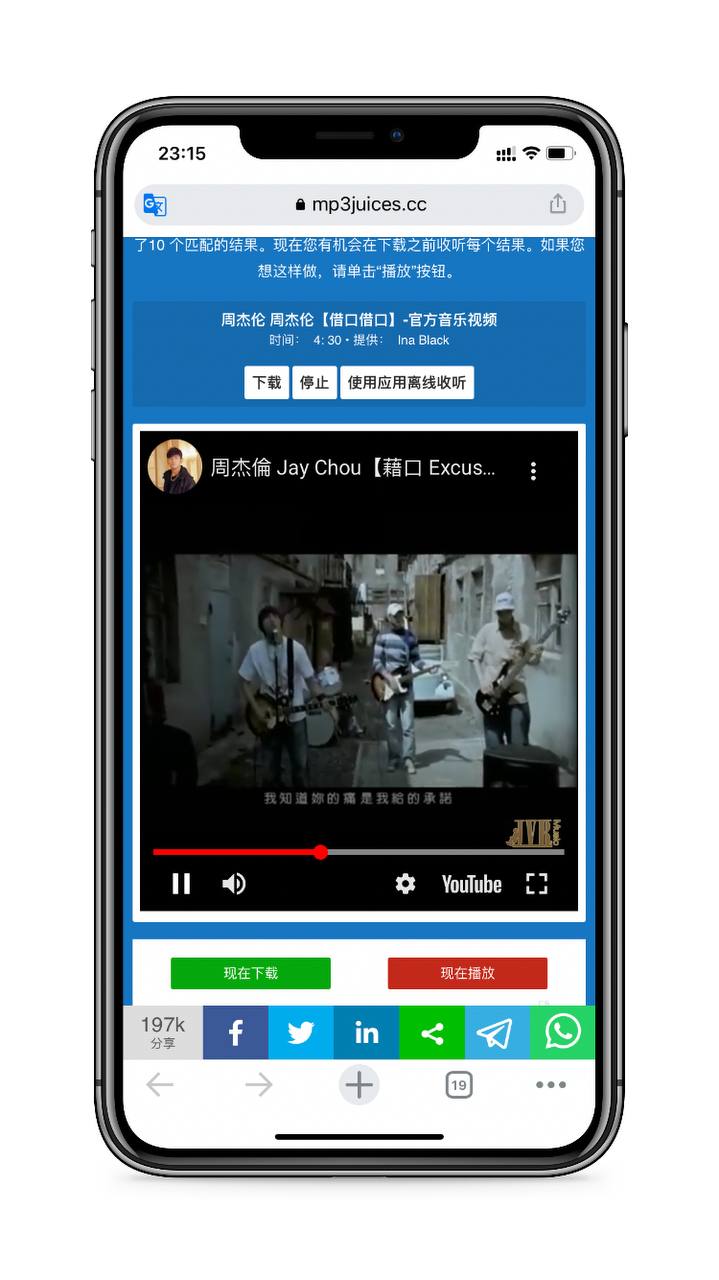 23:15
mp3juices.cc
了10 个匹配的结果。现在您有机会在下载之前收听每个结果。如果您
想这样做，请单击“播放”按钮。
周杰伦 周杰伦【借口借口】-官方音乐视频
时间： 4: 30 • 提供： Ina Black
下载 停止 使用应用离线收听
周杰倫 Jay Chou【藉口 Excus...
我知道妳的痛是我給的承諾
JVR Music
YouTube
现在下载 现在播放
197k
分享
19